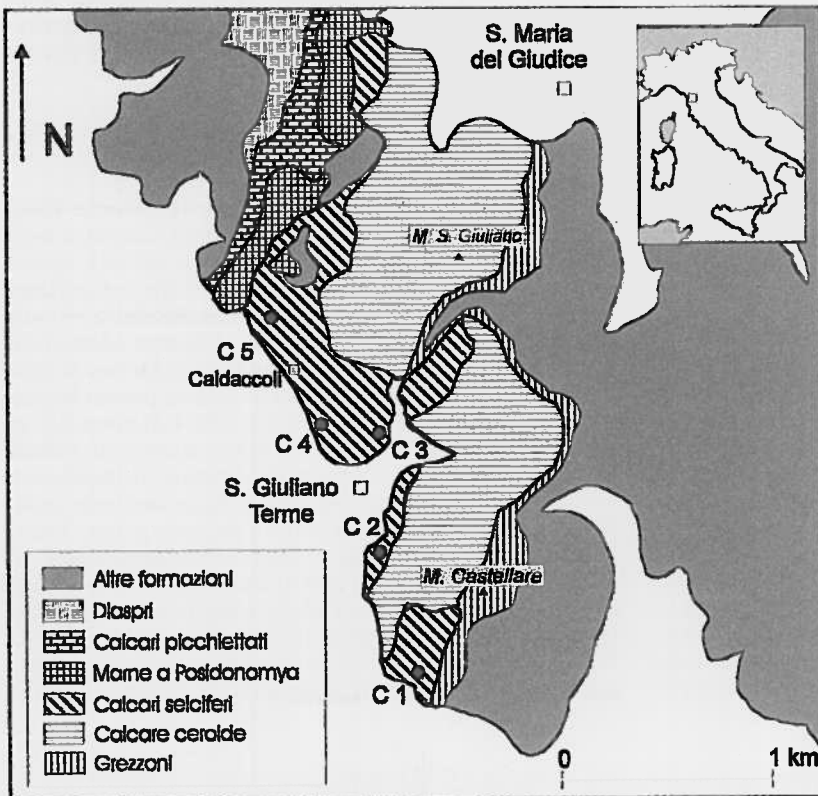 S. Maria
del Giudice
N
M. S. Giuliano
C 5
Caldaccoli
C 4
C 3
S. Giuliano
Terme
C 2
M. Castellare
C 1
Altre formazioni
Diaspri
Calcari picchiettati
Marne a Posidonomya
Calcari selciferi
Calcare ceroide
Grezzoni
0
1 km